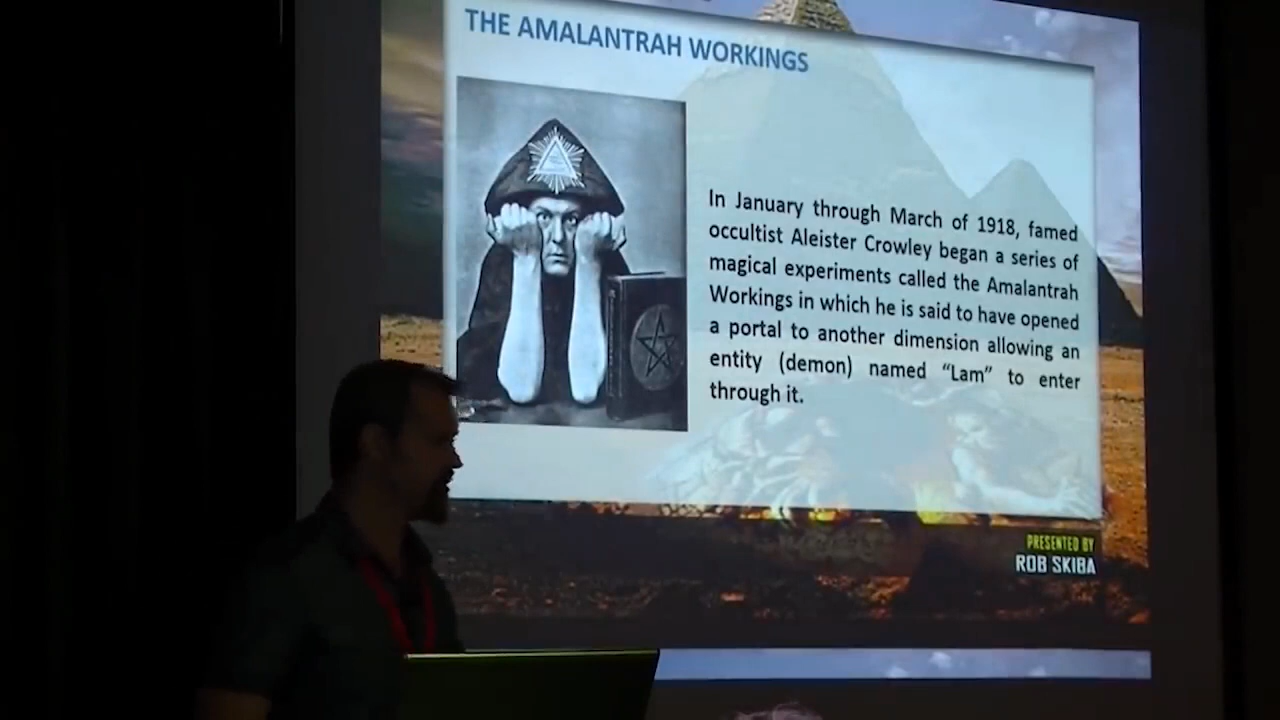 THE AMALANTRAH WORKINGS
In January through March of 1918, famed
occultist Aleister Crowley began a series of
magical experiments called the Amalantrah
Workings in which he is said to have opened
a portal to another dimension allowing an
entity (demon) named “Lam” to enter
through it.
PRESENTED BY
ROB SKIBA